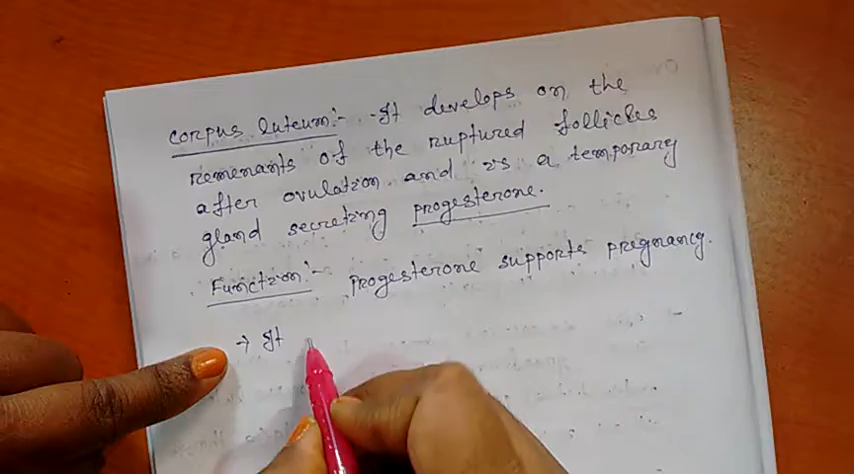 Corpus luteum:- It develops on the
remenants of the ruptured follicles
after ovulation and is a temporary
gland secreting progesterone.
Function:- progesterone supports pregnancy.
→ It